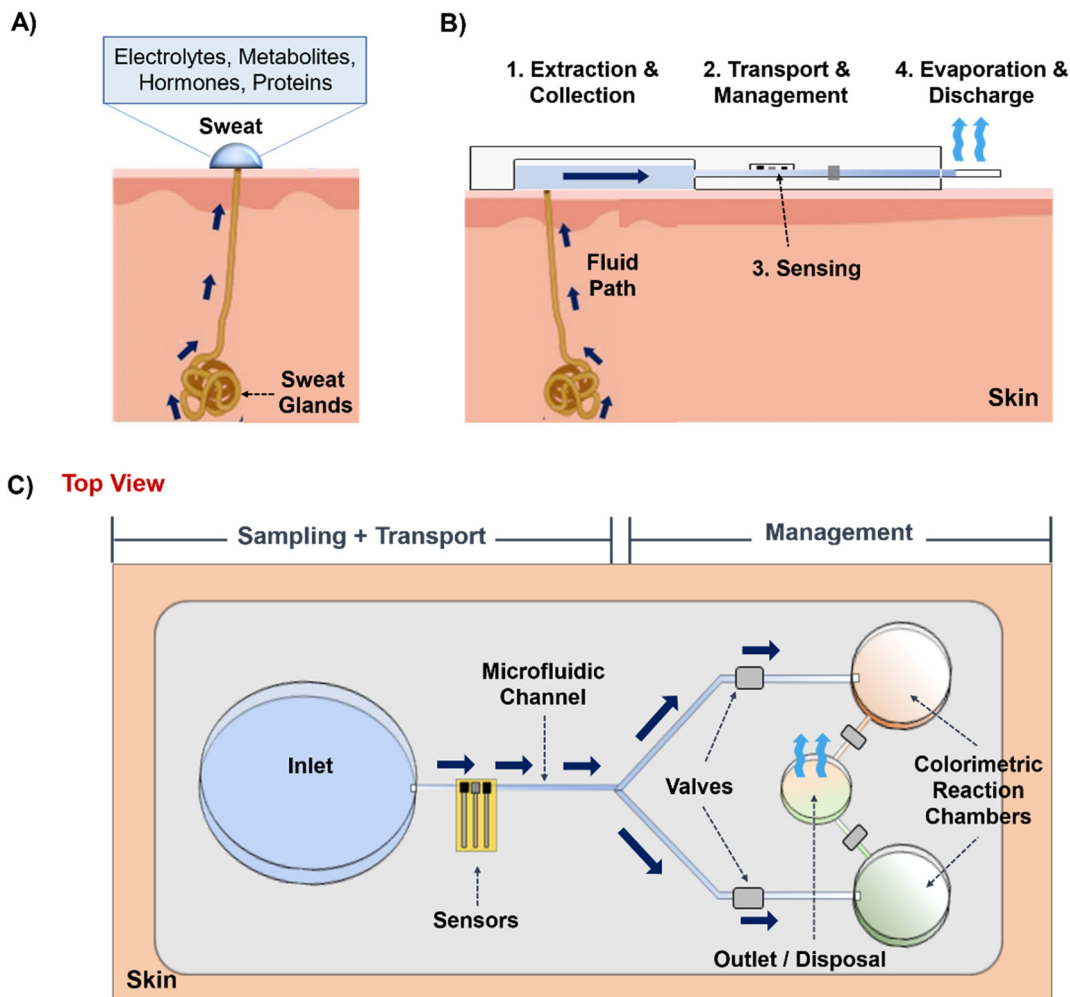 A)
Electrolytes, Metabolites,
Hormones, Proteins
Sweat
Sweat
Glands
B)
1. Extraction &
Collection
2. Transport &
Management
4. Evaporation &
Discharge
Fluid
Path
3. Sensing
Skin
C) Top View
Sampling + Transport
Management
Microfluidic
Channel
Inlet
Valves
Colorimetric
Reaction
Chambers
Sensors
Outlet / Disposal
Skin